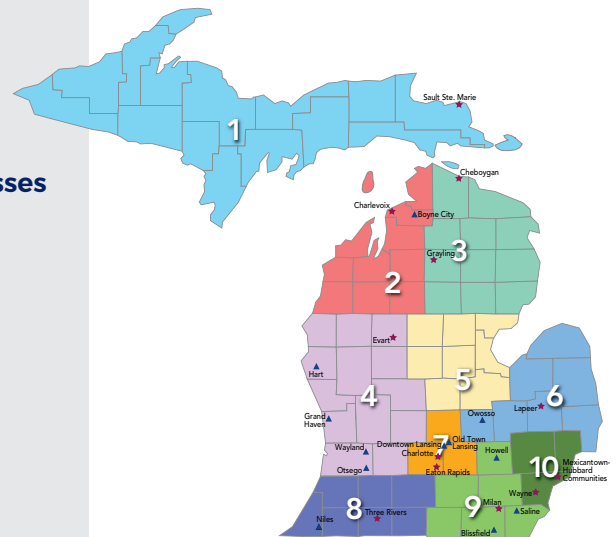 sses
1
Sault Ste. Marie
Cheboygan
Charlevoix
Boyne City
Grayling
3
2
Evart
Hart
4
5
6
Lapeer
Grand
Haven
Owosso
7
Downtown Lansing
Old Town
Lansing
Charlotte
Eaton Rapids
Wayland
Otsego
Howell
10
Mexicantown-
Hubbard
Communities
Wayne
8
Three Rivers
Niles
9
Milan
Saline
Blissfield